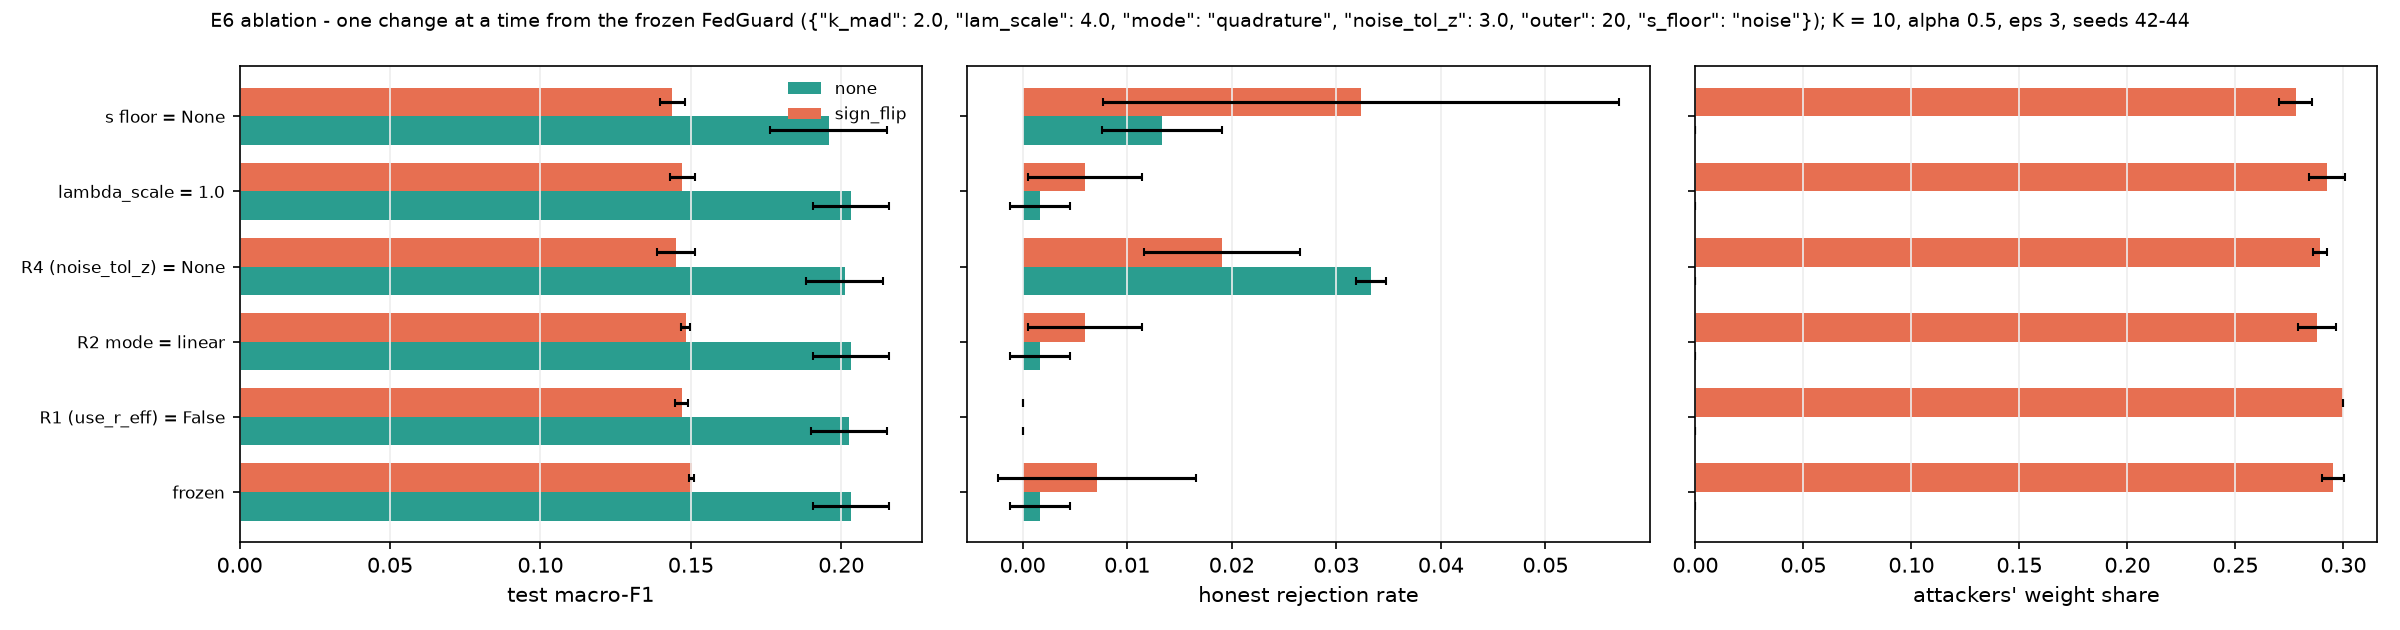 E6 ablation - one change at a time from the frozen FedGuard ({"k_mad": 2.0, "lam_scale": 4.0, "mode": "quadrature", "noise_tol_z": 3.0, "outer": 20, "s_floor": "noise"}); K = 10, alpha 0.5, eps 3, seeds 42-44
none
sign_flip
s floor = None
lambda_scale = 1.0
R4 (noise_tol_z) = None
R2 mode = linear
R1 (use_r_eff) = False
frozen
0.00 0.05 0.10 0.15 0.20
test macro-F1
0.00 0.01 0.02 0.03 0.04 0.05
honest rejection rate
0.00 0.05 0.10 0.15 0.20 0.25 0.30
attackers' weight share